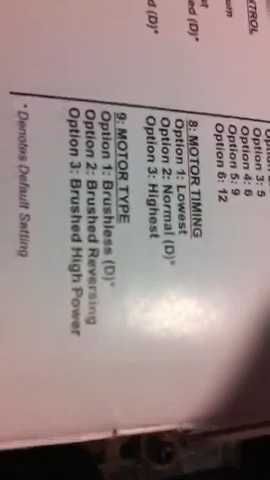 Option 3: 5
Option 4: 6
Option 5: 9
Option 6: 12
8: MOTOR TIMING
Option 1: Lowest
Option 2: Normal (D)*
Option 3: Highest
9: MOTOR TYPE
Option 1: Brushless (D)*
Option 2: Brushed Reversing
Option 3: Brushed High Power
* Denotes Default Setting